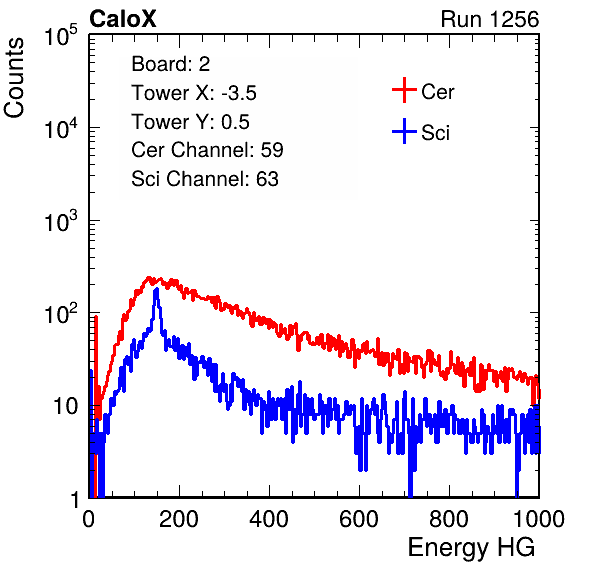 CaloX Run 1256
Counts
Board: 2
Tower X: -3.5
Tower Y: 0.5
Cer Channel: 59
Sci Channel: 63
Cer
Sci
10^5
10^4
10^3
10^2
10
1
0 200 400 600 800 1000
Energy HG